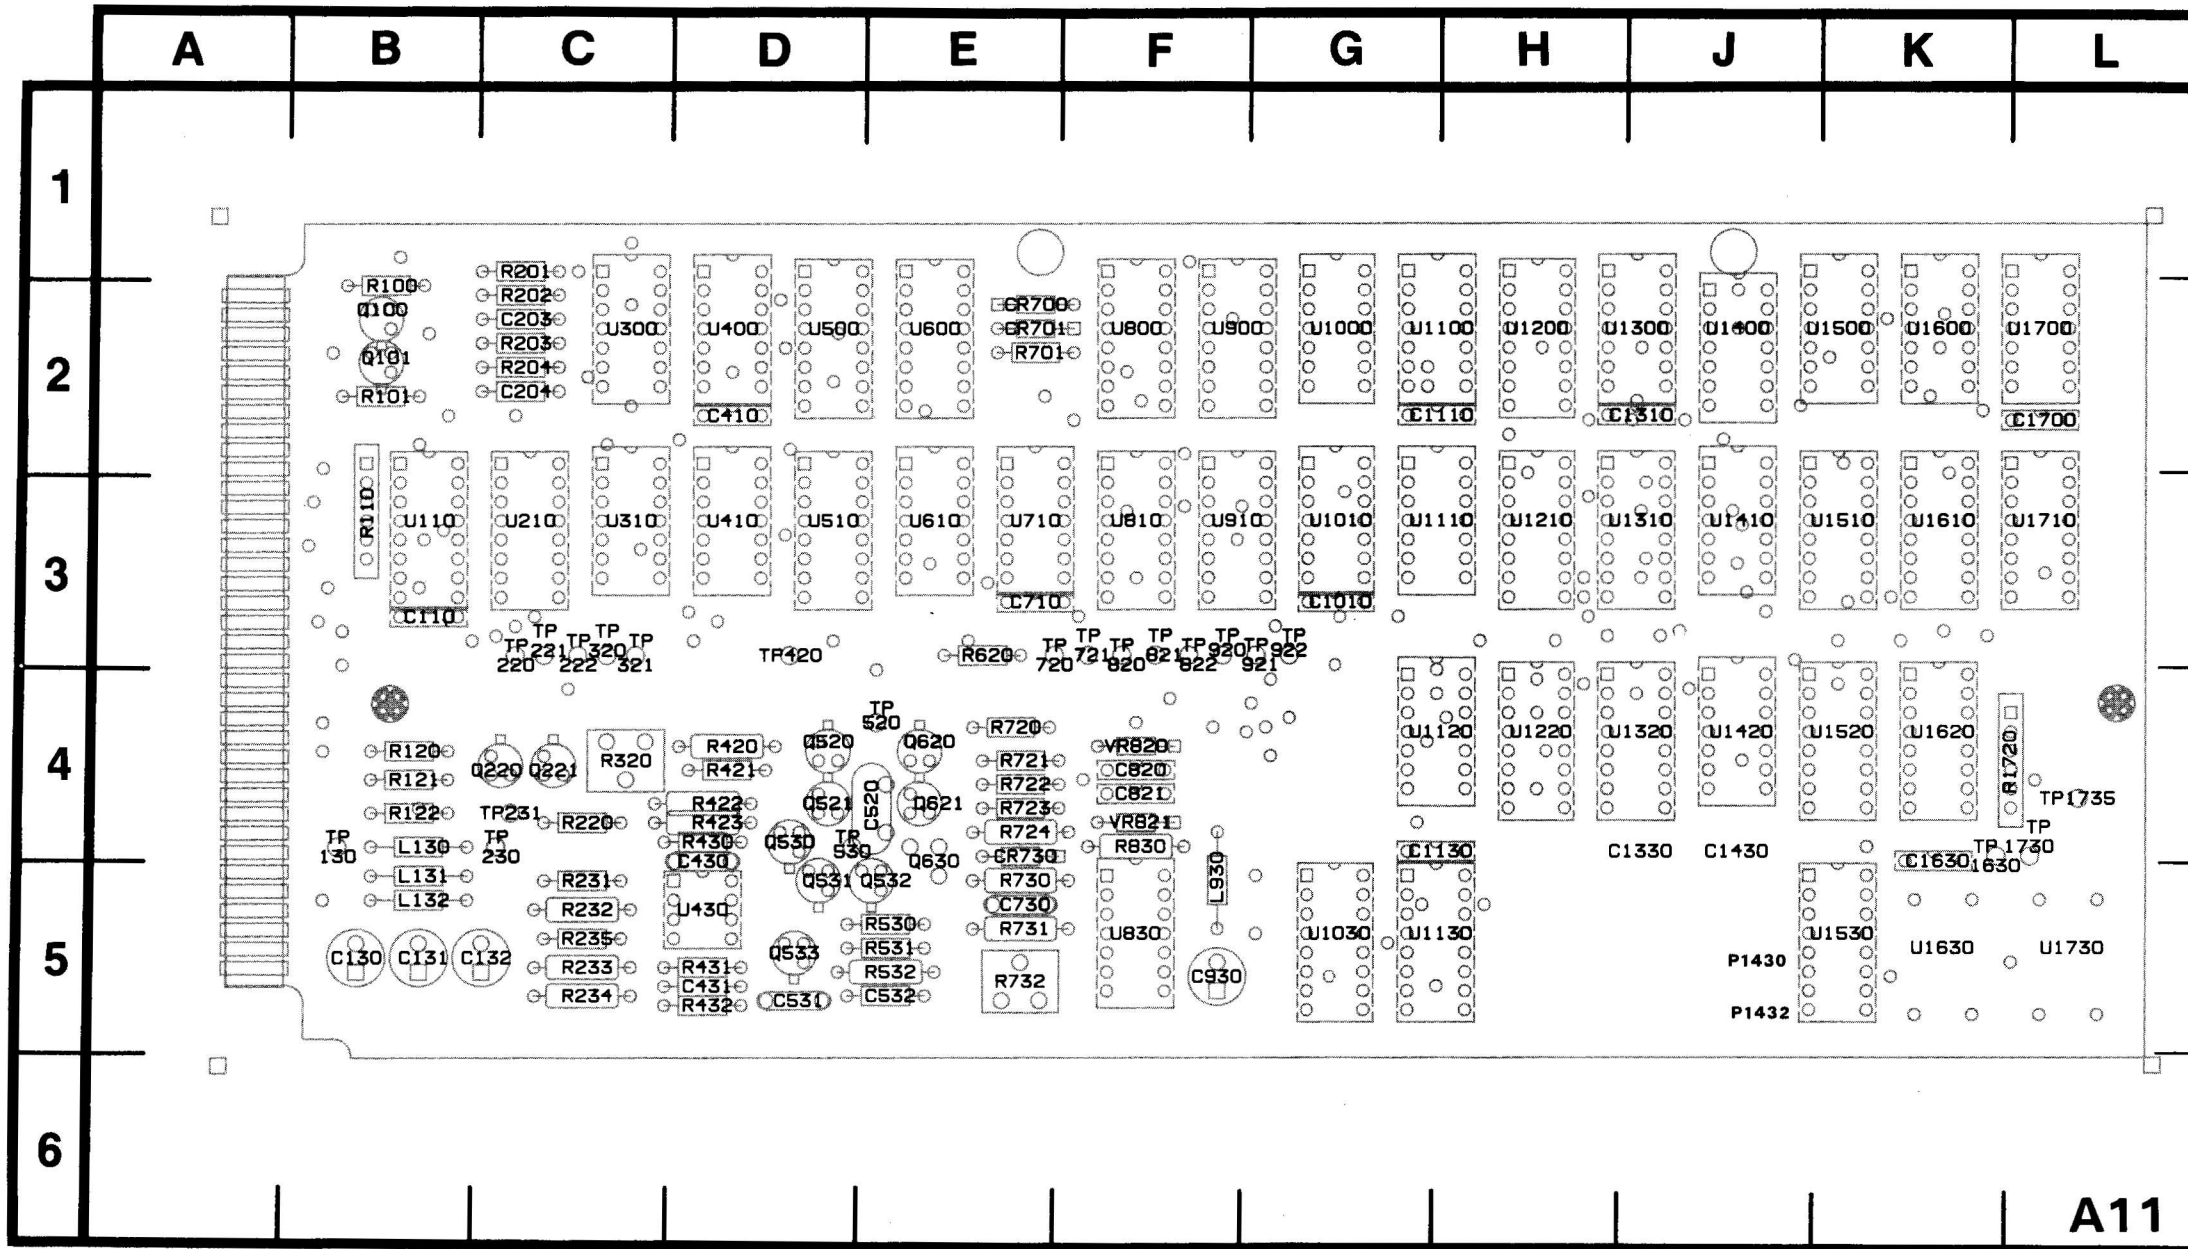 A B C D E F G H J K L
1
R201
R100 R202 CR700
Q100 C203
U300 U400 U500 U600 CR701 U800 U900 U1000 U1100 U1200 U1300 U1400 U1500 U1600 U1700
R203
Q101 R701
R204
2
R101 C204
C410 C1110 C1310 C1700
R110 U110 U210 U310 U410 U510 U610 U710 U810 U910 U1010 U1110 U1210 U1310 U1410 U1510 U1610 U1710
3
C110 C710 C1010
TP 220 TP 221 TP 222 TP 320 TP 321 TP420 R620 TP 720 TP 721 TP 820 TP 821 TP 822 TP 920 TP 921 TP 922
TP 520
R720
R120 Q220 Q221 R320 R420 Q520 Q620 VR820 U1120 U1220 U1320 U1420 U1520 U1620 R1720
4
R121 R421 R721 C820
R722 C821
R122 TP231 R422 Q521 C520 Q621 R723 TP1735
R220 R423 VR821
TP 130 L130 TP 230 R430 Q530 TP 530 R724 R830
C430 Q630 CR730 C1130 C1330 C1430 C1630 TP 1630 TP 1730
L131 R231 Q531 Q532 R730 L930
L132 R232 U430 C730
R530 R731 U830 U1030 U1130 U1530 U1630 U1730
5
C130 C131 C132 R235 Q533 R531
R233 R431 R532 R732 C930 P1430
C431
R234 R432 C531 C532 P1432
6
A11